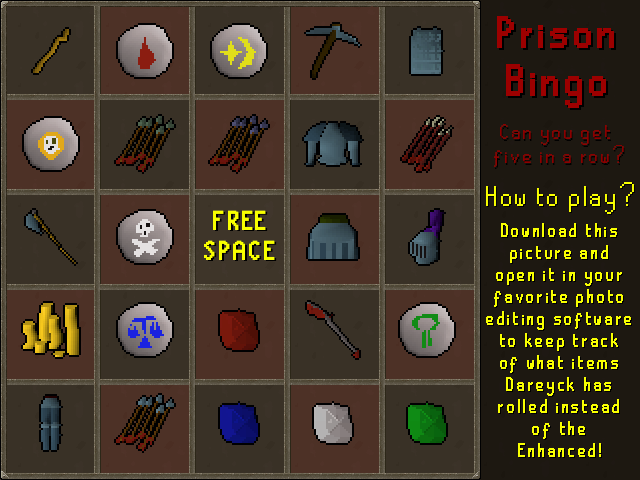 Prison
Bingo
Can you get
five in a row?
How to play?
Download this
picture and
open it in your
favorite photo
editing software
to keep track
of what items
Dareyck has
rolled instead
of the
Enhanced!
FREE
SPACE